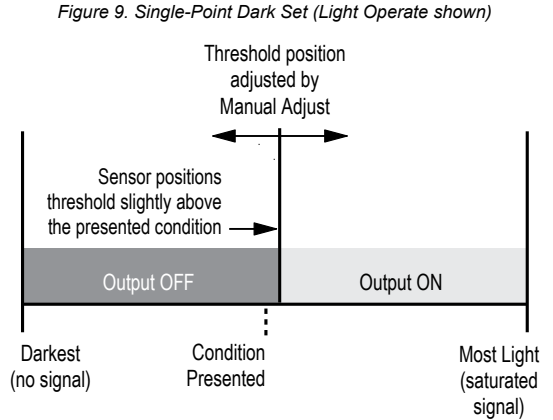 Figure 9. Single-Point Dark Set (Light Operate shown)
Threshold position
adjusted by
Manual Adjust
Sensor positions
threshold slightly above
the presented condition
Output OFF
Output ON
Darkest
(no signal)
Condition
Presented
Most Light
(saturated
signal)